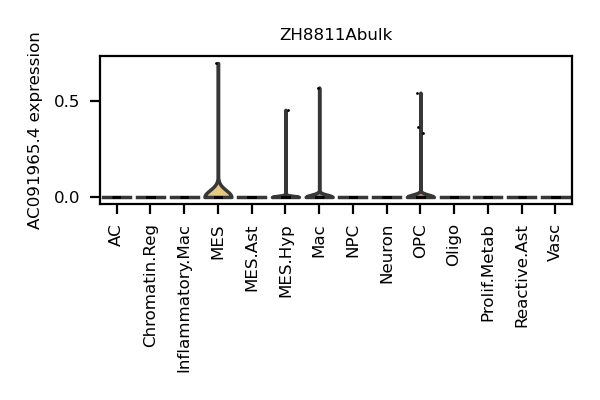 ZH8811Abulk
AC091965.4 expression
0.5
0.0
AC
Chromatin.Reg
Inflammatory.Mac
MES
MES.Ast
MES.Hyp
Mac
NPC
Neuron
OPC
Oligo
Prolif.Metab
Reactive.Ast
Vasc